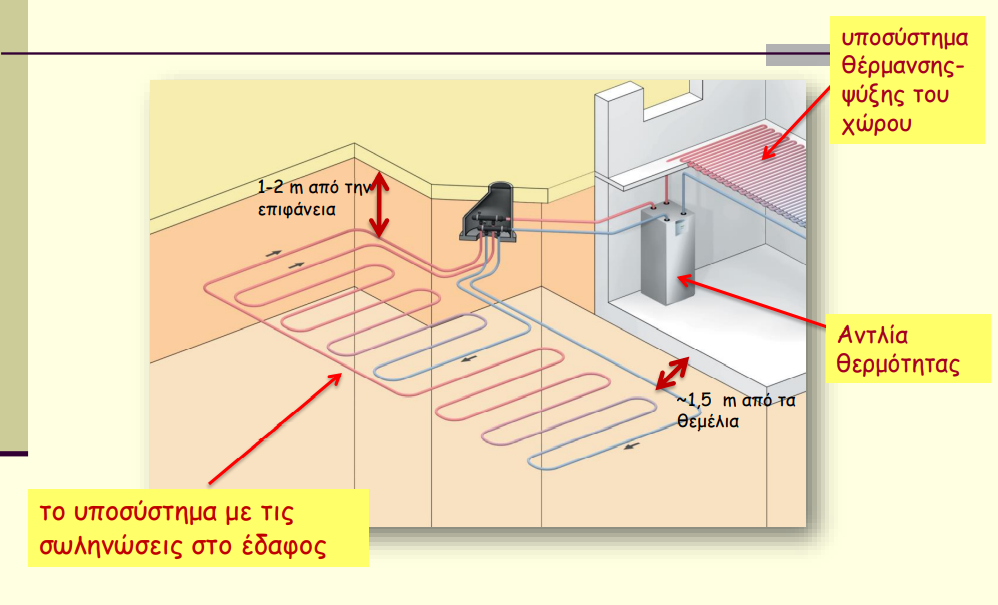 υποσύστημα
θέρμανσης-
ψύξης του
χώρου
1-2 m από την
επιφάνεια
Αντλία
θερμότητας
~1,5 m από τα
θεμέλια
το υποσύστημα με τις
σωληνώσεις στο έδαφος